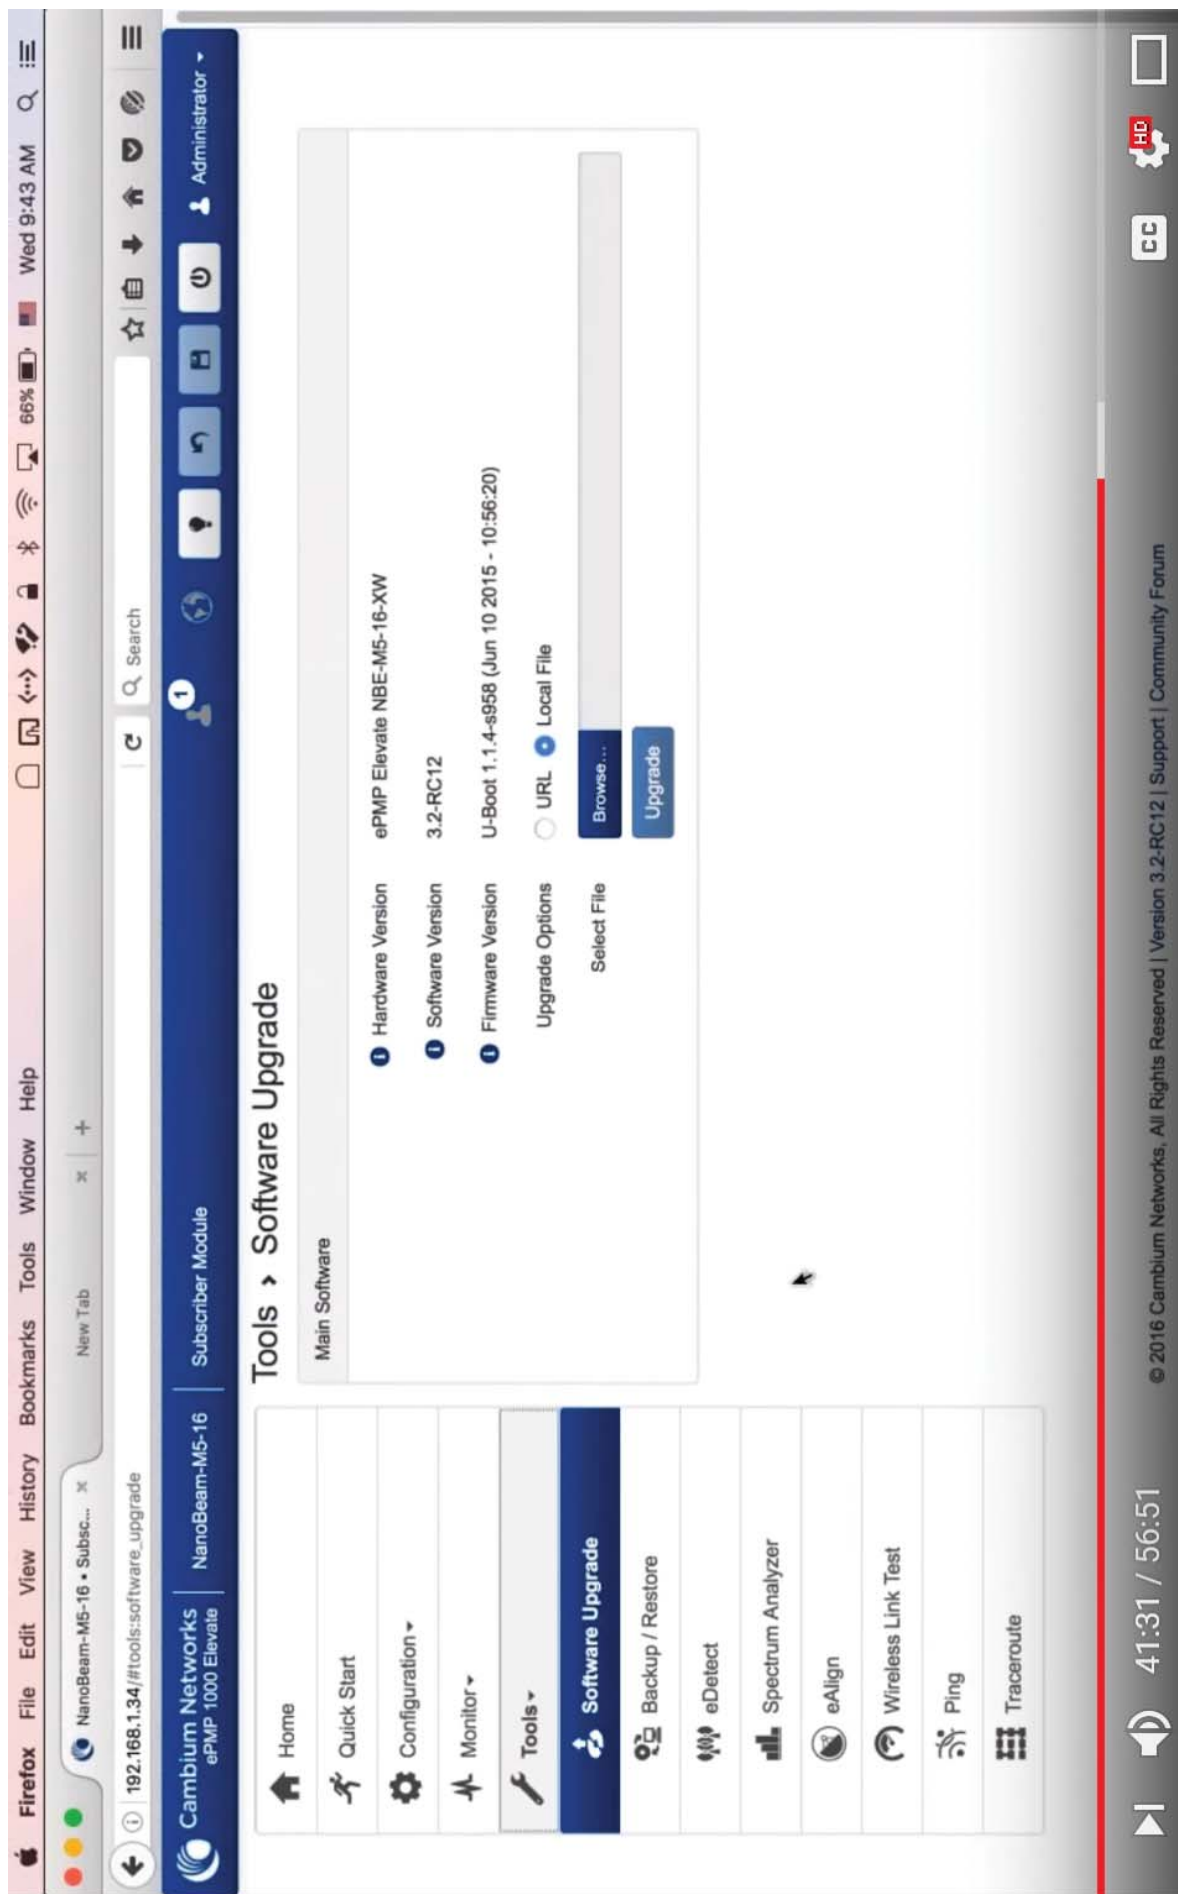 Firefox File Edit View History Bookmarks Tools Window Help 66% Wed 9:43 AM
NanoBeam-M5-16 • Subsc... New Tab
192.168.1.34/#tools:software_upgrade Search
Cambium Networks
ePMP 1000 Elevate
NanoBeam-M5-16 Subscriber Module 1 Administrator
Home
Quick Start
Configuration
Monitor
Tools
Software Upgrade
Backup / Restore
eDetect
Spectrum Analyzer
eAlign
Wireless Link Test
Ping
Traceroute
Tools > Software Upgrade
Main Software
Hardware Version ePMP Elevate NBE-M5-16-XW
Software Version 3.2-RC12
Firmware Version U-Boot 1.1.4-s958 (Jun 10 2015 - 10:56:20)
Upgrade Options URL Local File
Select File Browse...
Upgrade
© 2016 Cambium Networks, All Rights Reserved | Version 3.2-RC12 | Support | Community Forum
41:31 / 56:51 CC HD